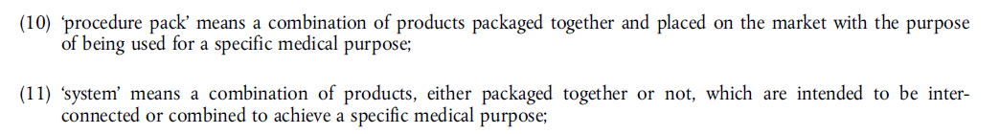 (10) ‘procedure pack’ means a combination of products packaged together and placed on the market with the purpose
of being used for a specific medical purpose;
(11) ‘system’ means a combination of products, either packaged together or not, which are intended to be inter-
connected or combined to achieve a specific medical purpose;